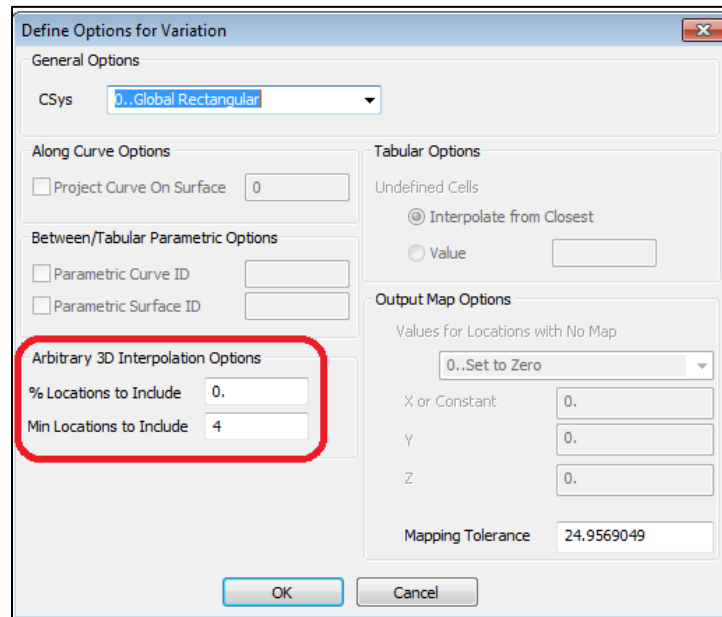 Define Options for Variation
General Options
CSys 0..Global Rectangular
Along Curve Options
Project Curve On Surface 0
Between/Tabular Parametric Options
Parametric Curve ID
Parametric Surface ID
Arbitrary 3D Interpolation Options
% Locations to Include 0.
Min Locations to Include 4
Tabular Options
Undefined Cells
Interpolate from Closest
Value
Output Map Options
Values for Locations with No Map
0..Set to Zero
X or Constant 0.
Y 0.
Z 0.
Mapping Tolerance 24.9569049
OK Cancel